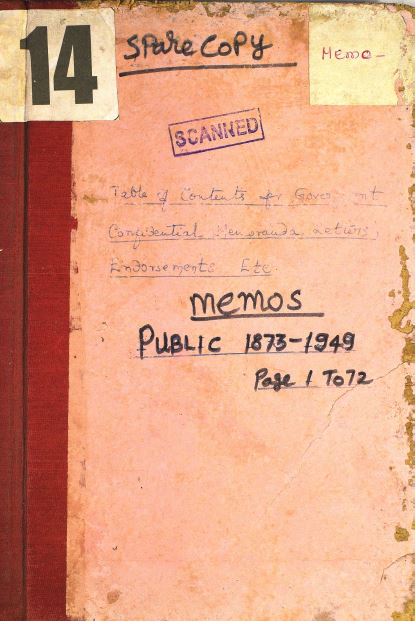 14
SPare COPY
Memo-
SCANNED
Table of Contents for Government
Confidential Memoranda, Letters,
Endorsements Etc.
memos
PUBLIC 1873-1949
Page 1 To 72